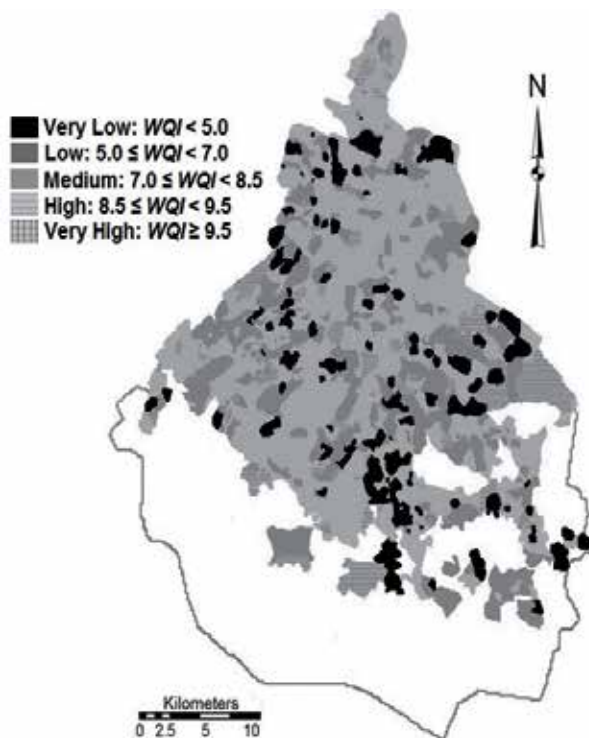 N
Very Low: WQI < 5.0
Low: 5.0 ≤ WQI < 7.0
Medium: 7.0 ≤ WQI < 8.5
High: 8.5 ≤ WQI < 9.5
Very High: WQI ≥ 9.5
Kilometers
0 2.5 5 10